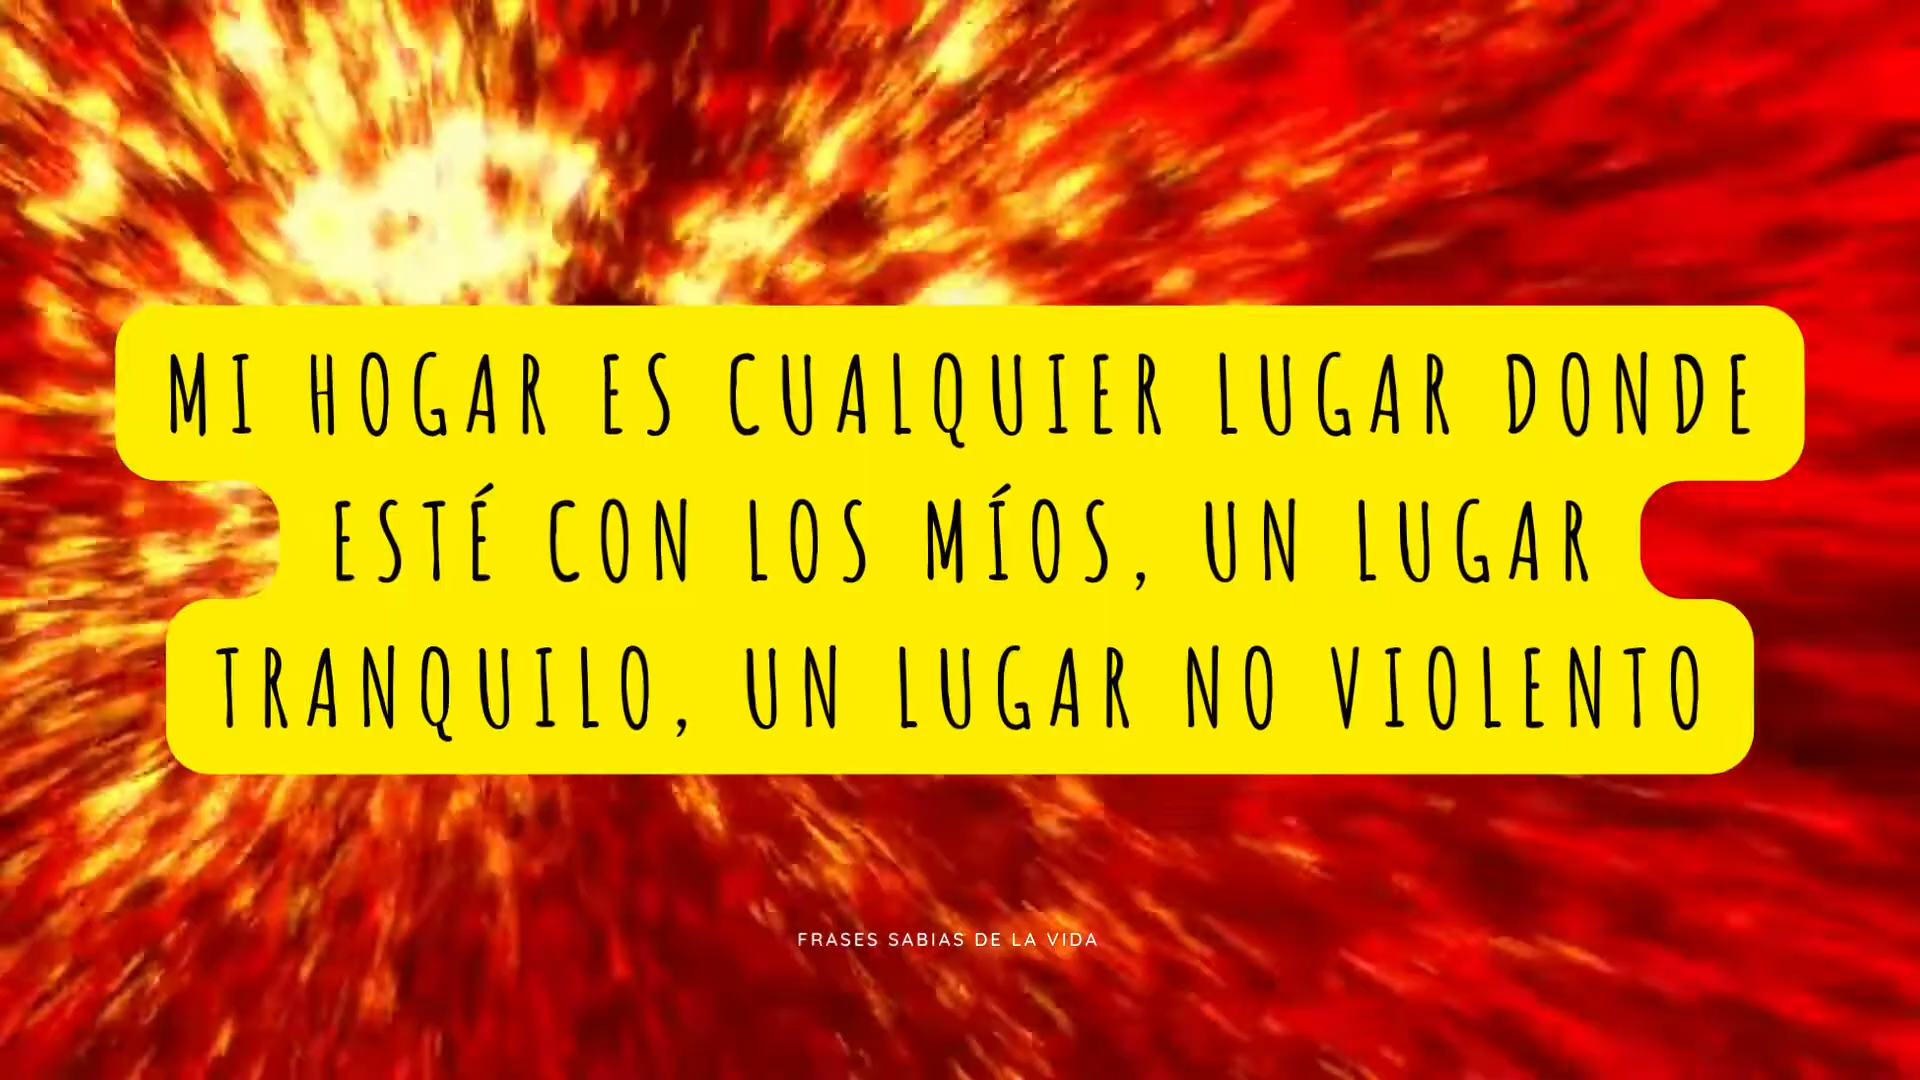 MI HOGAR ES CUALQUIER LUGAR DONDE
ESTÉ CON LOS MÍOS, UN LUGAR
TRANQUILO, UN LUGAR NO VIOLENTO
FRASES SABIAS DE LA VIDA